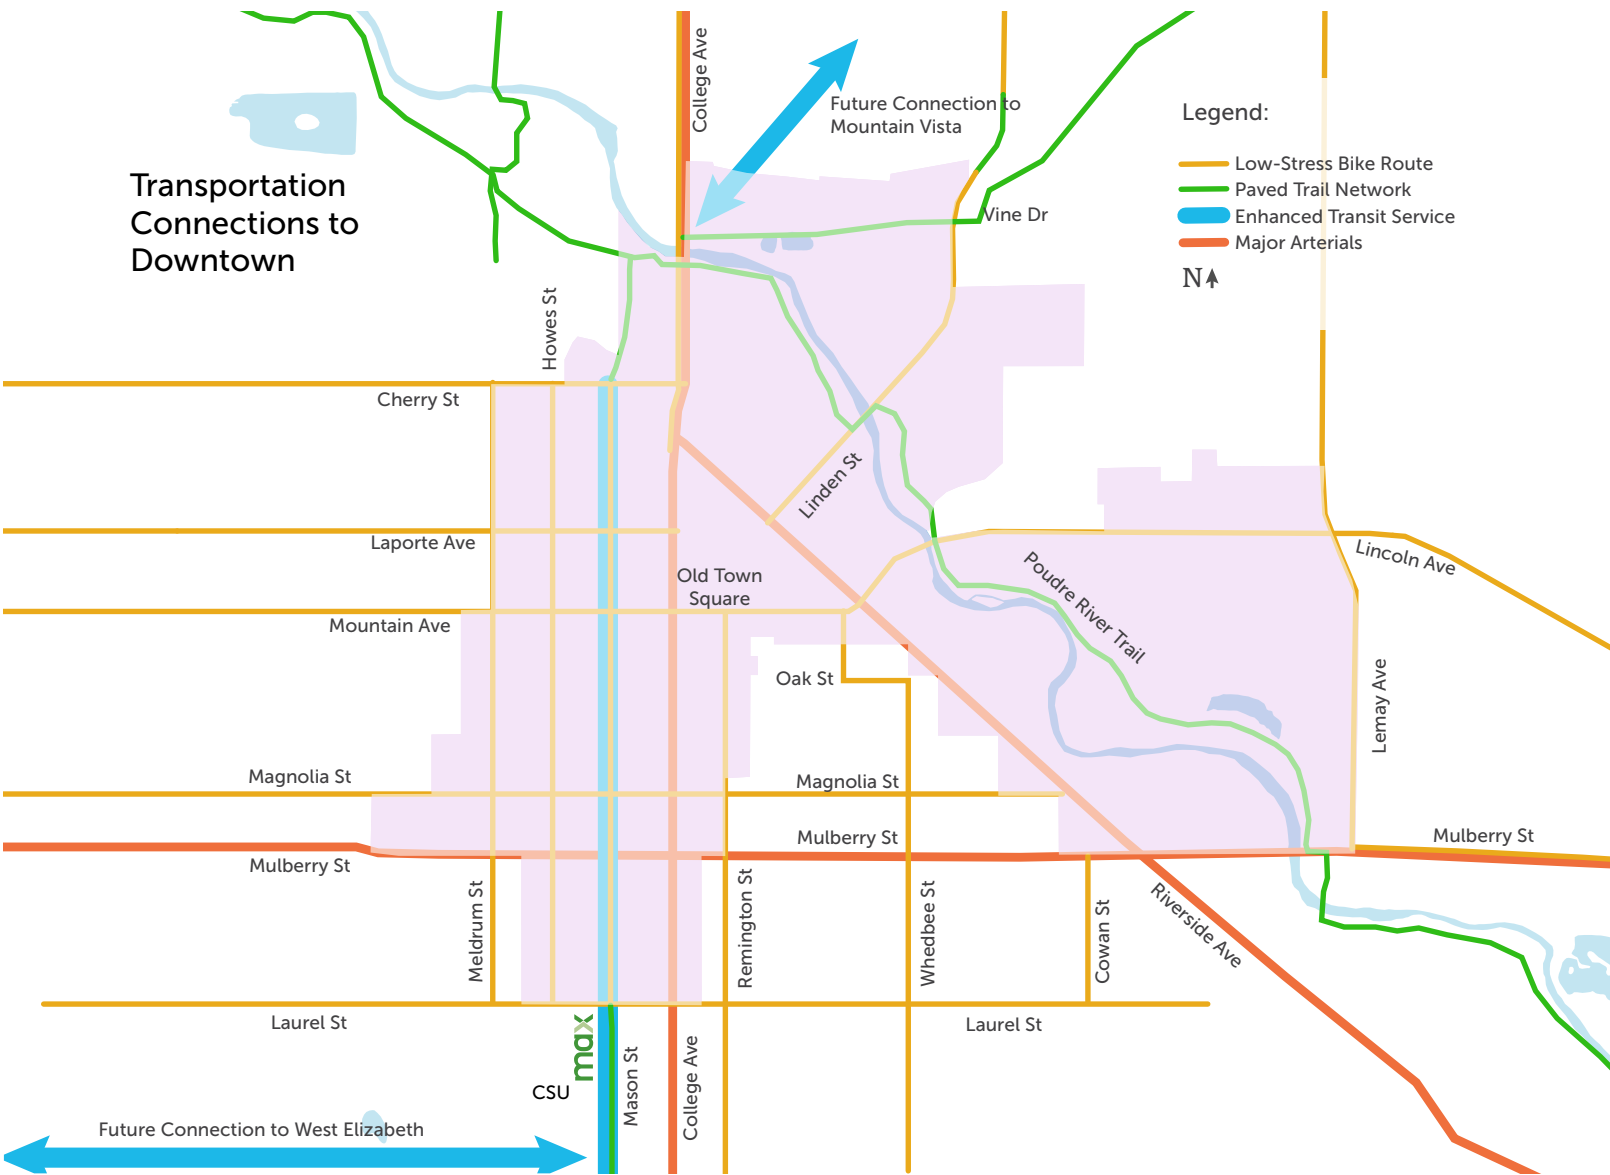 College Ave
Future Connection to
Mountain Vista
Legend:
Low-Stress Bike Route
Paved Trail Network
Enhanced Transit Service
Major Arterials
N
Transportation
Connections to
Downtown
Vine Dr
Howes St
Cherry St
Linden St
Laporte Ave
Lincoln Ave
Old Town
Square
Poudre River Trail
Mountain Ave
Oak St
Lemay Ave
Magnolia St
Magnolia St
Mulberry St
Mulberry St
Mulberry St
Meldrum St
Remington St
Whedbee St
Cowan St
Riverside Ave
Laurel St
Laurel St
max
CSU
Mason St
College Ave
Future Connection to West Elizabeth